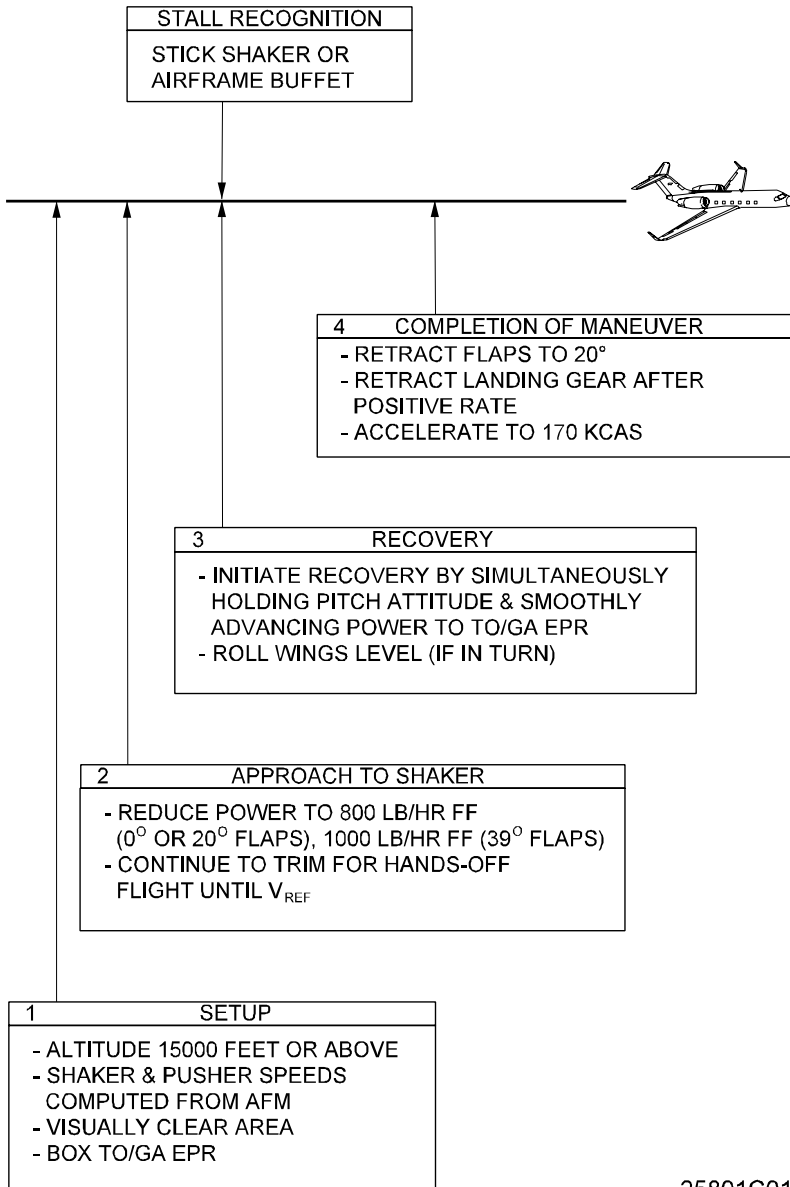 STALL RECOGNITION
STICK SHAKER OR
AIRFRAME BUFFET
4 COMPLETION OF MANEUVER
- RETRACT FLAPS TO 20°
- RETRACT LANDING GEAR AFTER
POSITIVE RATE
- ACCELERATE TO 170 KCAS
3 RECOVERY
- INITIATE RECOVERY BY SIMULTANEOUSLY
HOLDING PITCH ATTITUDE & SMOOTHLY
ADVANCING POWER TO TO/GA EPR
- ROLL WINGS LEVEL (IF IN TURN)
2 APPROACH TO SHAKER
- REDUCE POWER TO 800 LB/HR FF
(0° OR 20° FLAPS), 1000 LB/HR FF (39° FLAPS)
- CONTINUE TO TRIM FOR HANDS-OFF
FLIGHT UNTIL VREF
1 SETUP
- ALTITUDE 15000 FEET OR ABOVE
- SHAKER & PUSHER SPEEDS
COMPUTED FROM AFM
- VISUALLY CLEAR AREA
- BOX TO/GA EPR